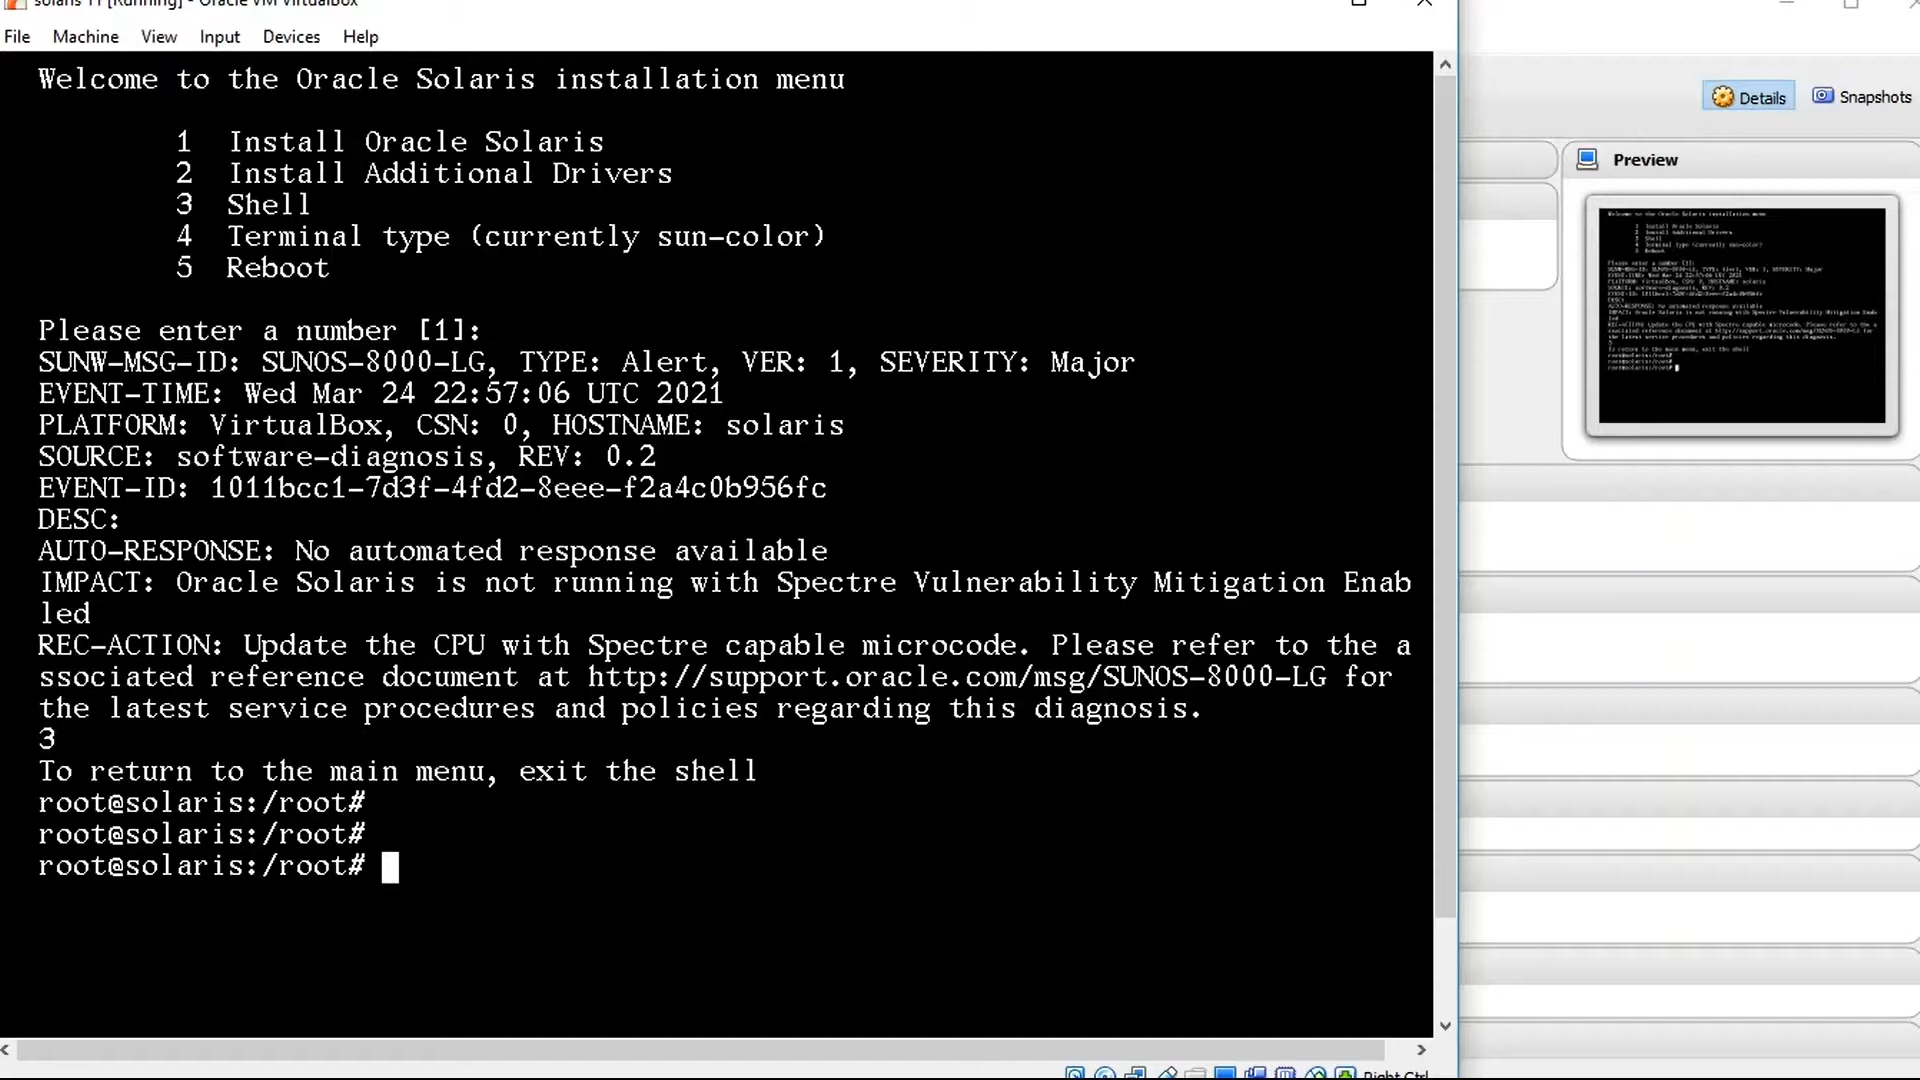 solaris 11 [Running] - Oracle VM VirtualBox
File Machine View Input Devices Help
Welcome to the Oracle Solaris installation menu
1 Install Oracle Solaris
2 Install Additional Drivers
3 Shell
4 Terminal type (currently sun-color)
5 Reboot
Please enter a number [1]:
SUNW-MSG-ID: SUNOS-8000-LG, TYPE: Alert, VER: 1, SEVERITY: Major
EVENT-TIME: Wed Mar 24 22:57:06 UTC 2021
PLATFORM: VirtualBox, CSN: 0, HOSTNAME: solaris
SOURCE: software-diagnosis, REV: 0.2
EVENT-ID: 1011bcc1-7d3f-4fd2-8eee-f2a4c0b956fc
DESC:
AUTO-RESPONSE: No automated response available
IMPACT: Oracle Solaris is not running with Spectre Vulnerability Mitigation Enab
led
REC-ACTION: Update the CPU with Spectre capable microcode. Please refer to the a
ssociated reference document at http://support.oracle.com/msg/SUNOS-8000-LG for
the latest service procedures and policies regarding this diagnosis.
3
To return to the main menu, exit the shell
root@solaris:/root#
root@solaris:/root#
root@solaris:/root#
Right Ctrl
Details Snapshots
Preview